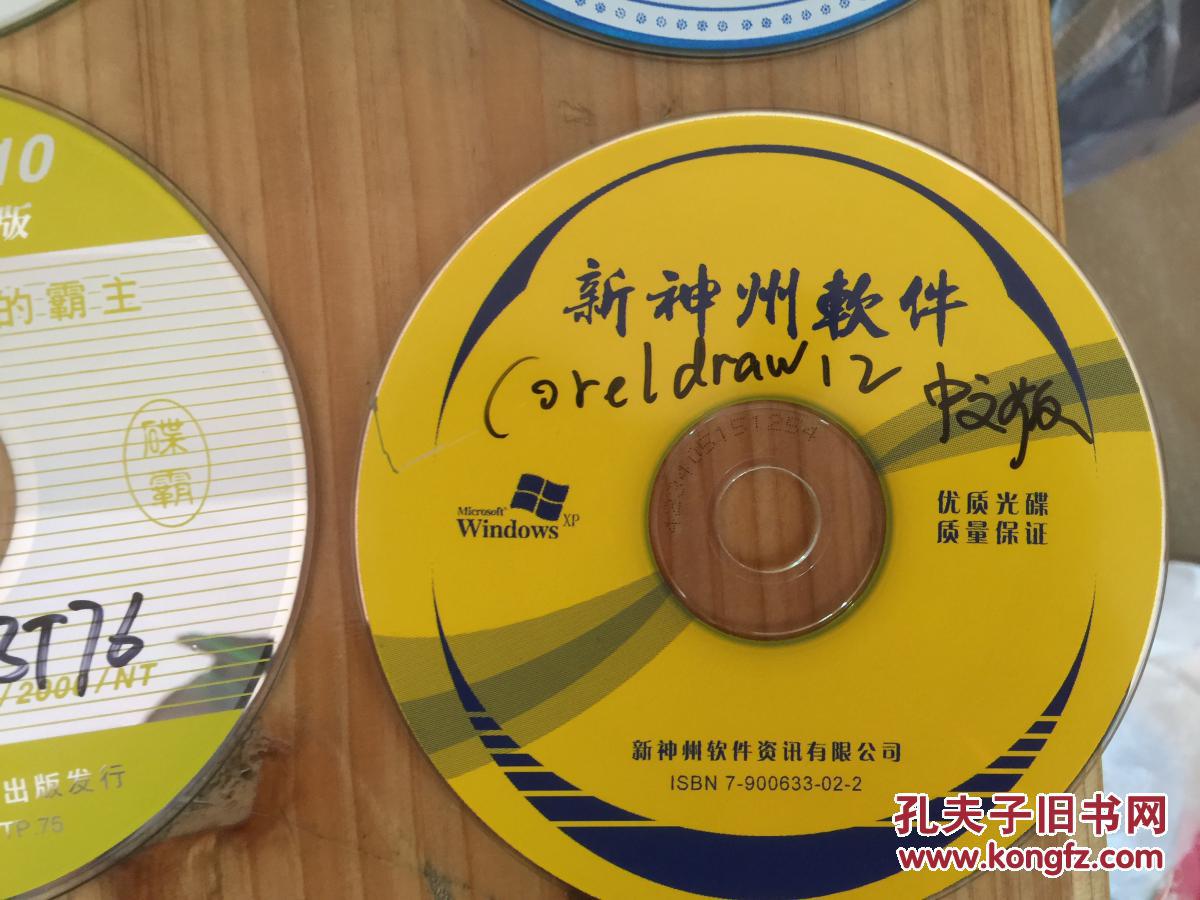 10
版
的霸主
碟
霸
3T76
/2000/NT
出版发行
TP.75
新神州軟件
Coreldraw12
中文版
Microsoft
Windows XP
优质光碟
质量保证
新神州软件资讯有限公司
ISBN 7-900633-02-2
孔夫子旧书网
www.kongfz.com